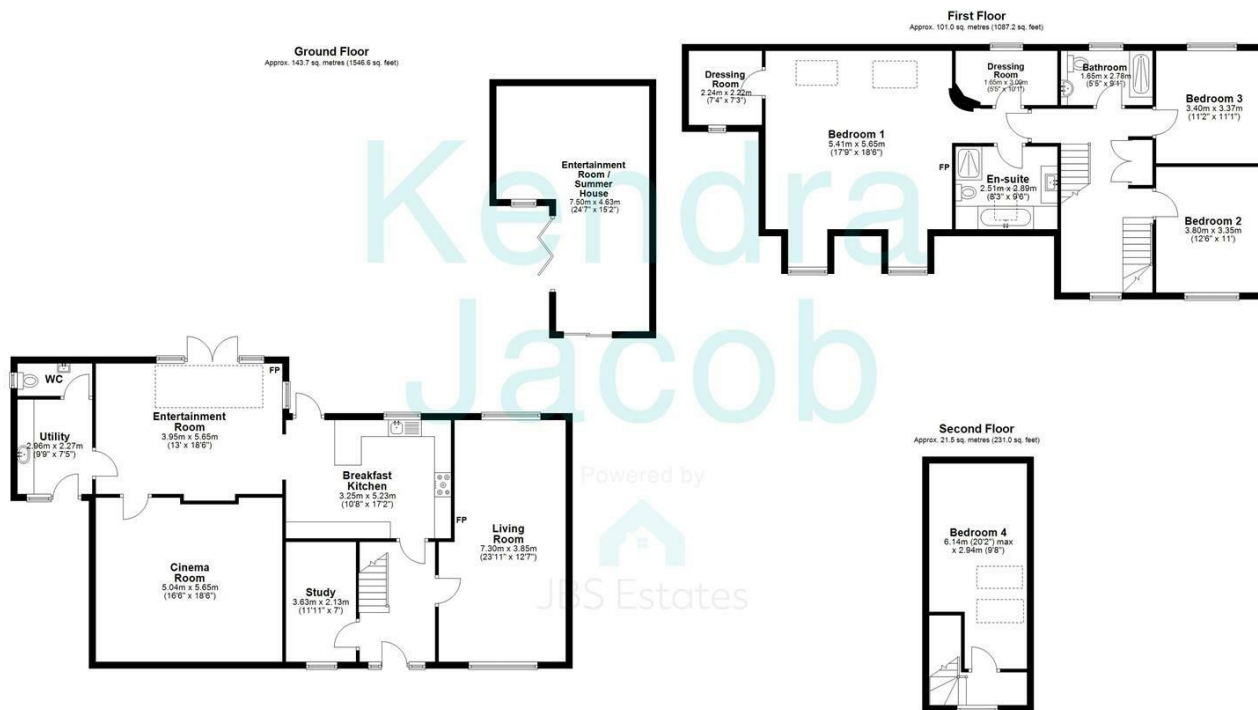 Ground Floor
Approx. 143.7 sq. metres (1546.6 sq. feet)
Entertainment
Room /
Summer
House
7.50m x 4.63m
(24'7" x 15'2")
WC
Utility
2.96m x 2.27m
(9'9" x 7'5")
Entertainment
Room
3.95m x 5.65m
(13' x 18'6")
FP
Breakfast
Kitchen
3.25m x 5.23m
(10'8" x 17'2")
FP
Living
Room
7.30m x 3.85m
(23'11" x 12'7")
Cinema
Room
5.04m x 5.65m
(16'6" x 18'6")
Study
3.63m x 2.13m
(11'11" x 7')
First Floor
Approx. 101.0 sq. metres (1087.2 sq. feet)
Dressing
Room
2.24m x 2.22m
(7'4" x 7'3")
Bedroom 1
5.41m x 5.65m
(17'9" x 18'6")
FP
Dressing
Room
1.65m x 3.09m
(5'5" x 10'1")
Bathroom
1.65m x 2.78m
(5'5" x 9'1")
Bedroom 3
3.40m x 3.37m
(11'2" x 11'1")
En-suite
2.51m x 2.89m
(8'3" x 9'6")
Bedroom 2
3.80m x 3.35m
(12'6" x 11')
Second Floor
Approx. 21.5 sq. metres (231.0 sq. feet)
Bedroom 4
6.14m (20'2") max
x 2.94m (9'8")
Kendra
Jacob
Powered by
JBS Estates